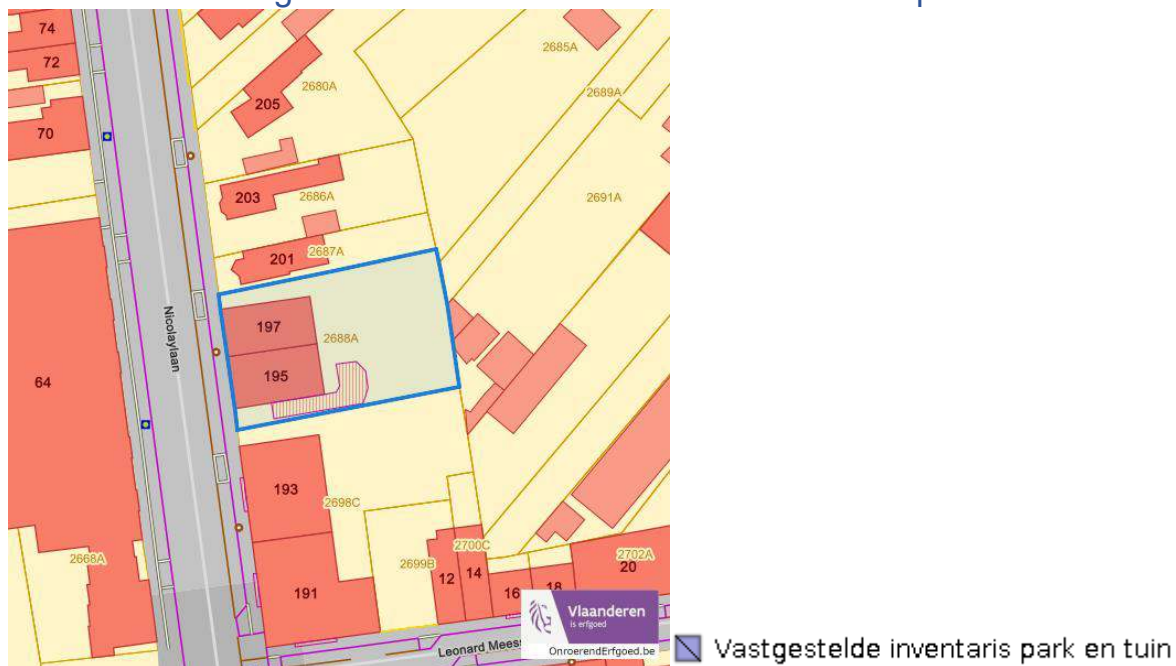 74
72
70
2685A
2680A
2689A
205
203
2686A
2691A
201
2687A
Nicolaylaan
197
2688A
195
64
193
2698C
2668A
2699B
2700C
2702A
12
14
16
18
20
191
Leonard Meess
Vlaanderen
is erfgoed
OnroerendErfgoed.be
Vastgestelde inventaris park en tuin